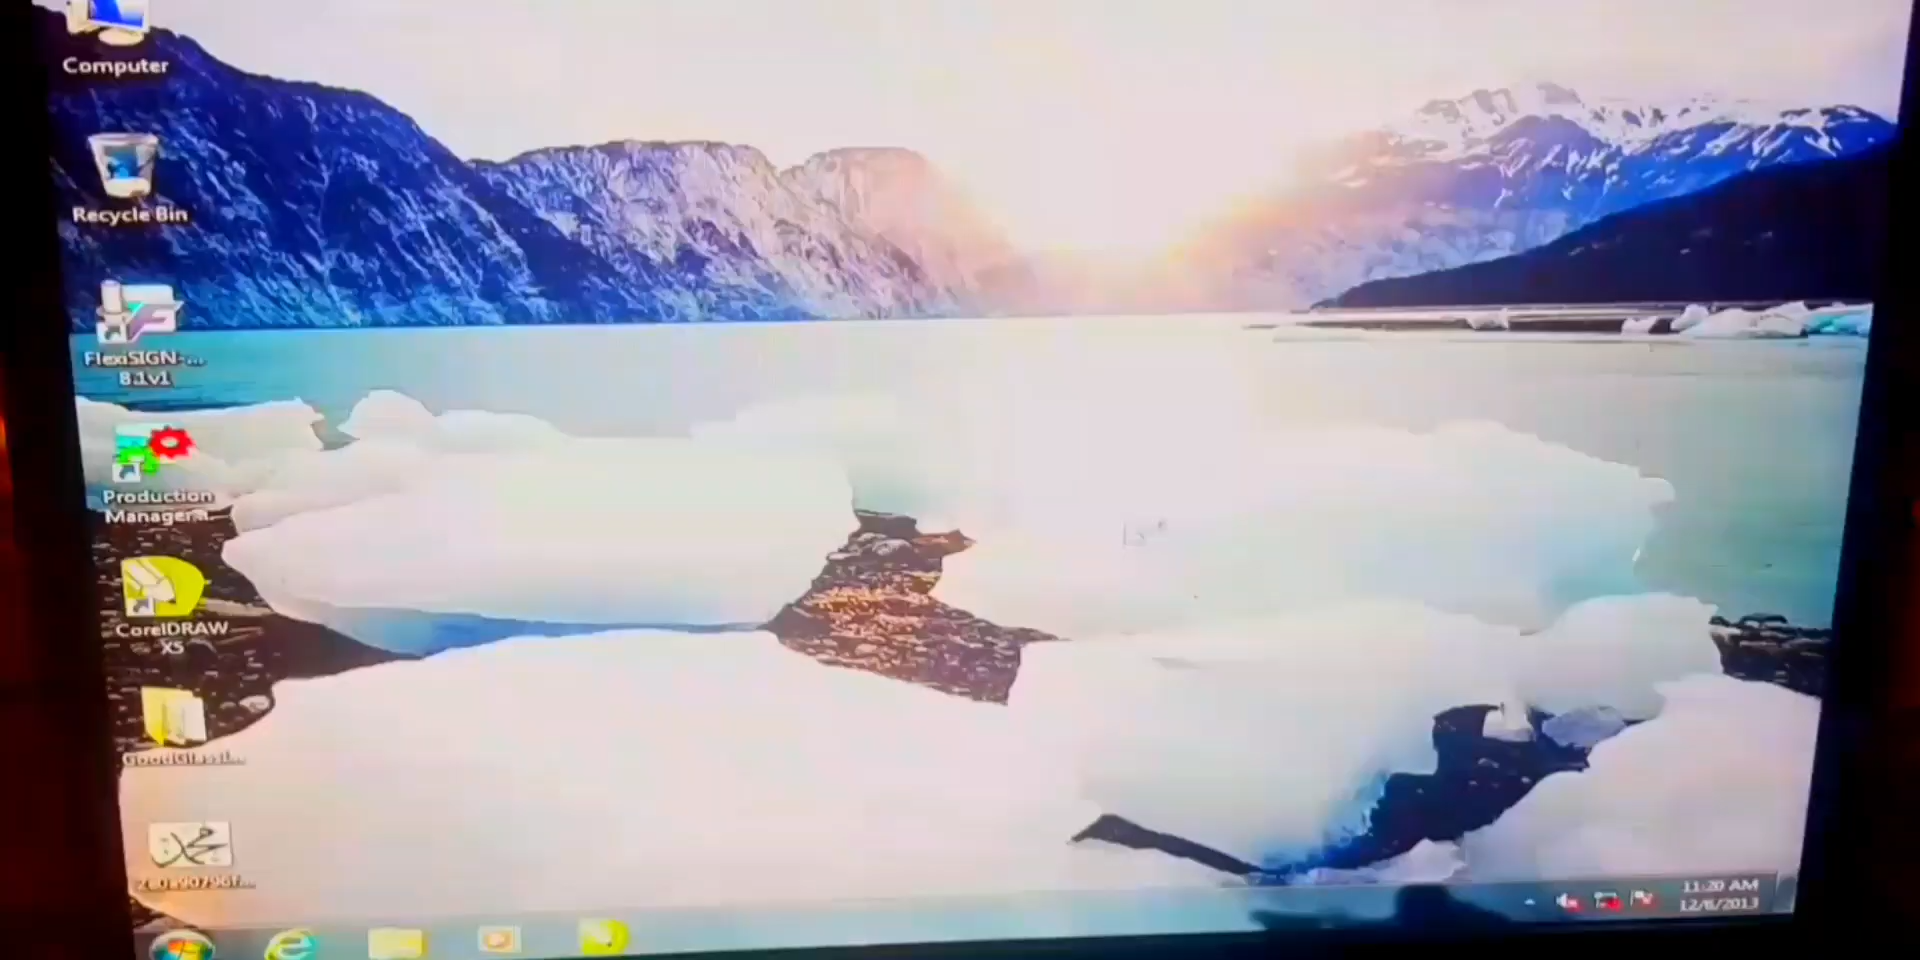 Computer
Recycle Bin
FlexiSIGN-...
8.1v1
Production
Manager...
CorelDRAW
X5
11:20 AM
12/6/2013